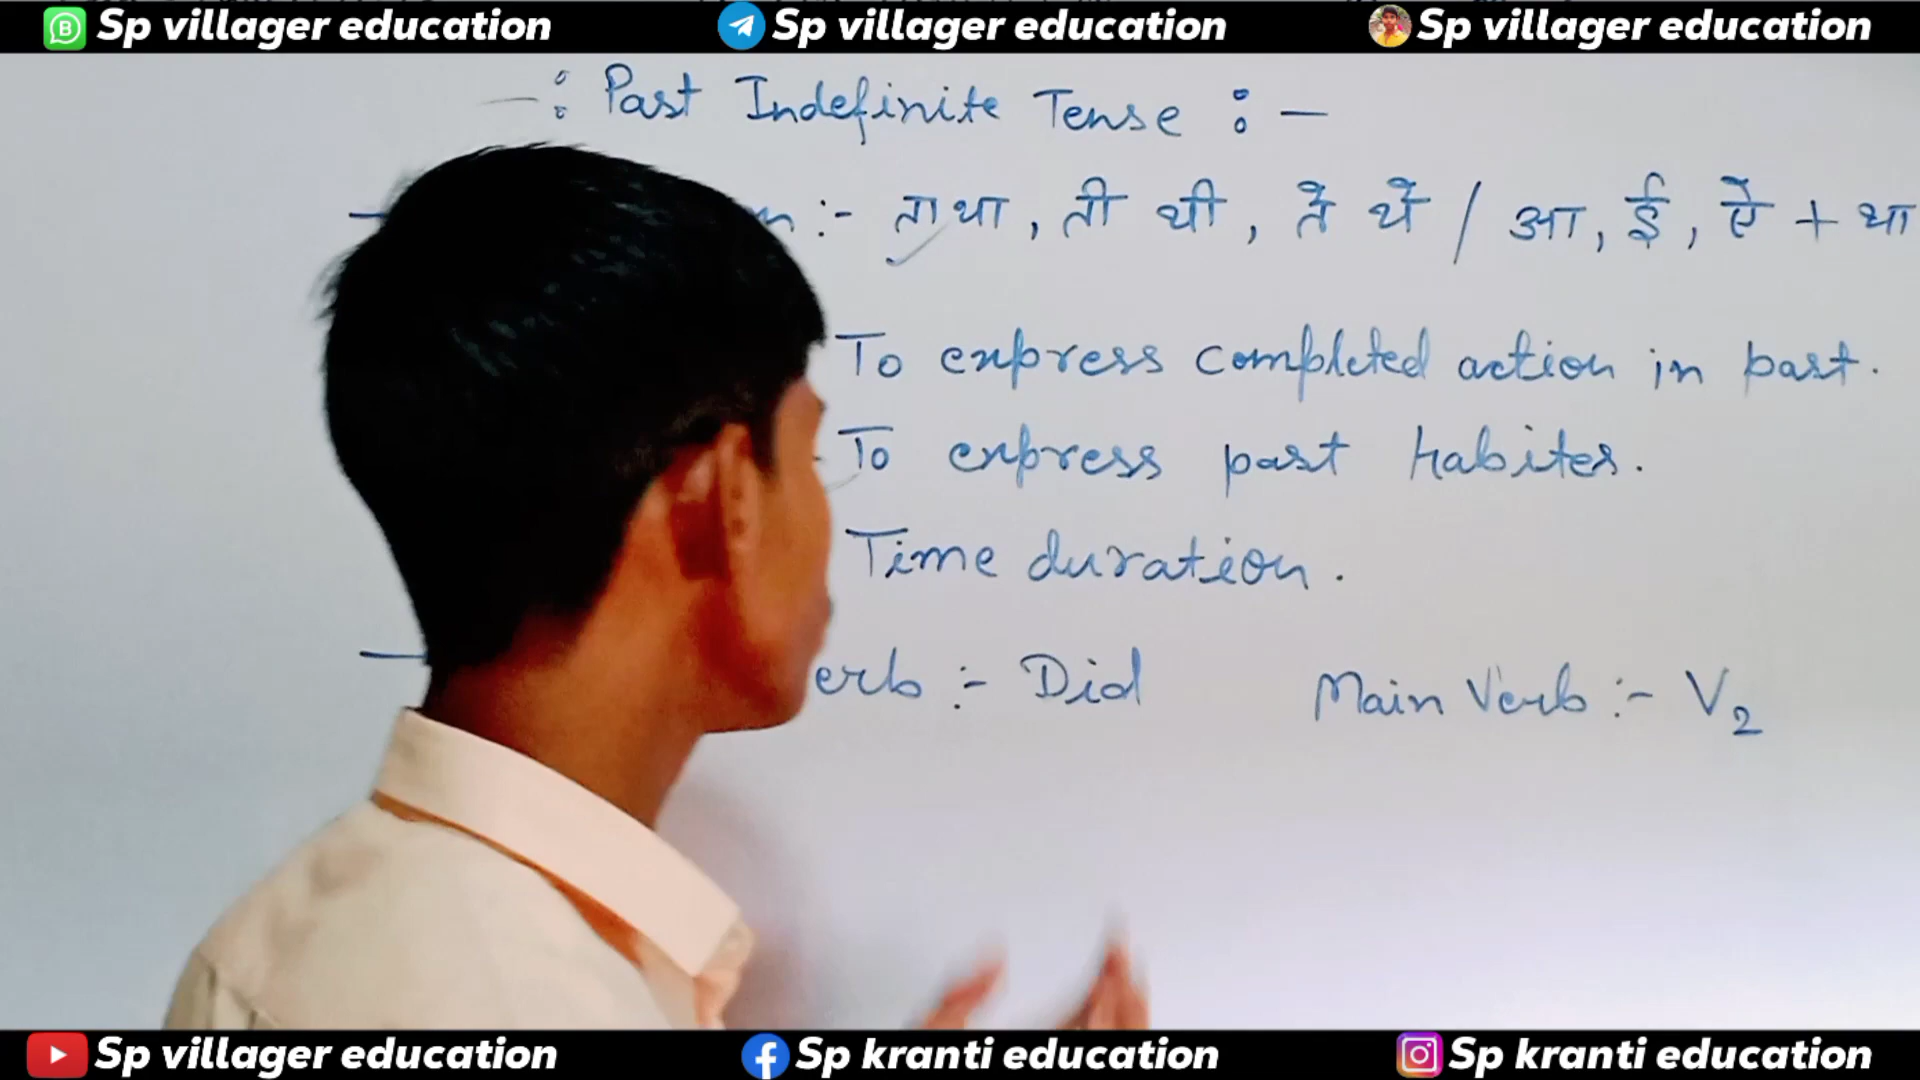 Sp villager education Sp villager education Sp villager education
-: Past Indefinite Tense :-
:- ता था, ती थी, ते थे / आ, ई, ऐ + था
To express completed action in past.
To express past habites.
Time duration.
erb :- Did Main Verb :- V2
Sp villager education Sp kranti education Sp kranti education